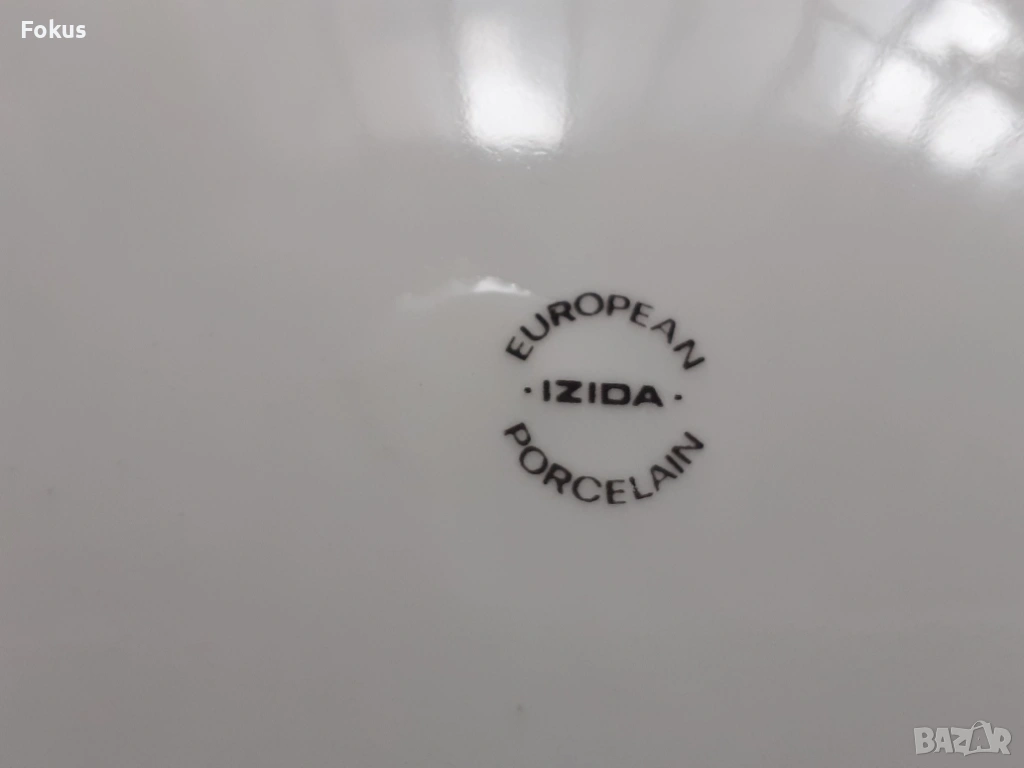 Fokus
EUROPEAN
· IZIDA ·
PORCELAIN
BAZAR